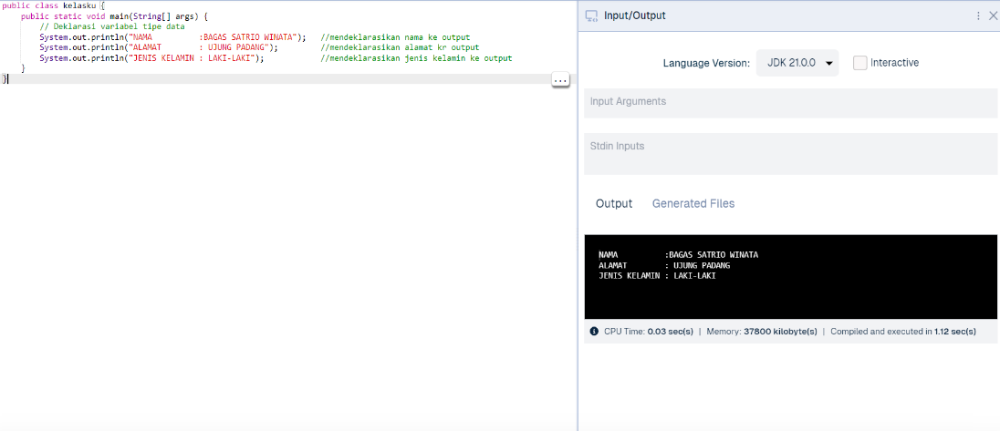 public class kelasku {
    public static void main(String[] args) {
        // Deklarasi variabel tipe data
        System.out.println("NAMA          :BAGAS SATRIO WINATA");   //mendeklarasikan nama ke output
        System.out.println("ALAMAT        : UJUNG PADANG");         //mendeklarasikan alamat kr output
        System.out.println("JENIS KELAMIN : LAKI-LAKI");            //mendeklarasikan jenis kelamin ke output
    }
}
...
Input/Output
Language Version: JDK 21.0.0 Interactive
Input Arguments
Stdin Inputs
Output Generated Files
NAMA          :BAGAS SATRIO WINATA
ALAMAT        : UJUNG PADANG
JENIS KELAMIN : LAKI-LAKI
CPU Time: 0.03 sec(s) | Memory: 37800 kilobyte(s) | Compiled and executed in 1.12 sec(s)